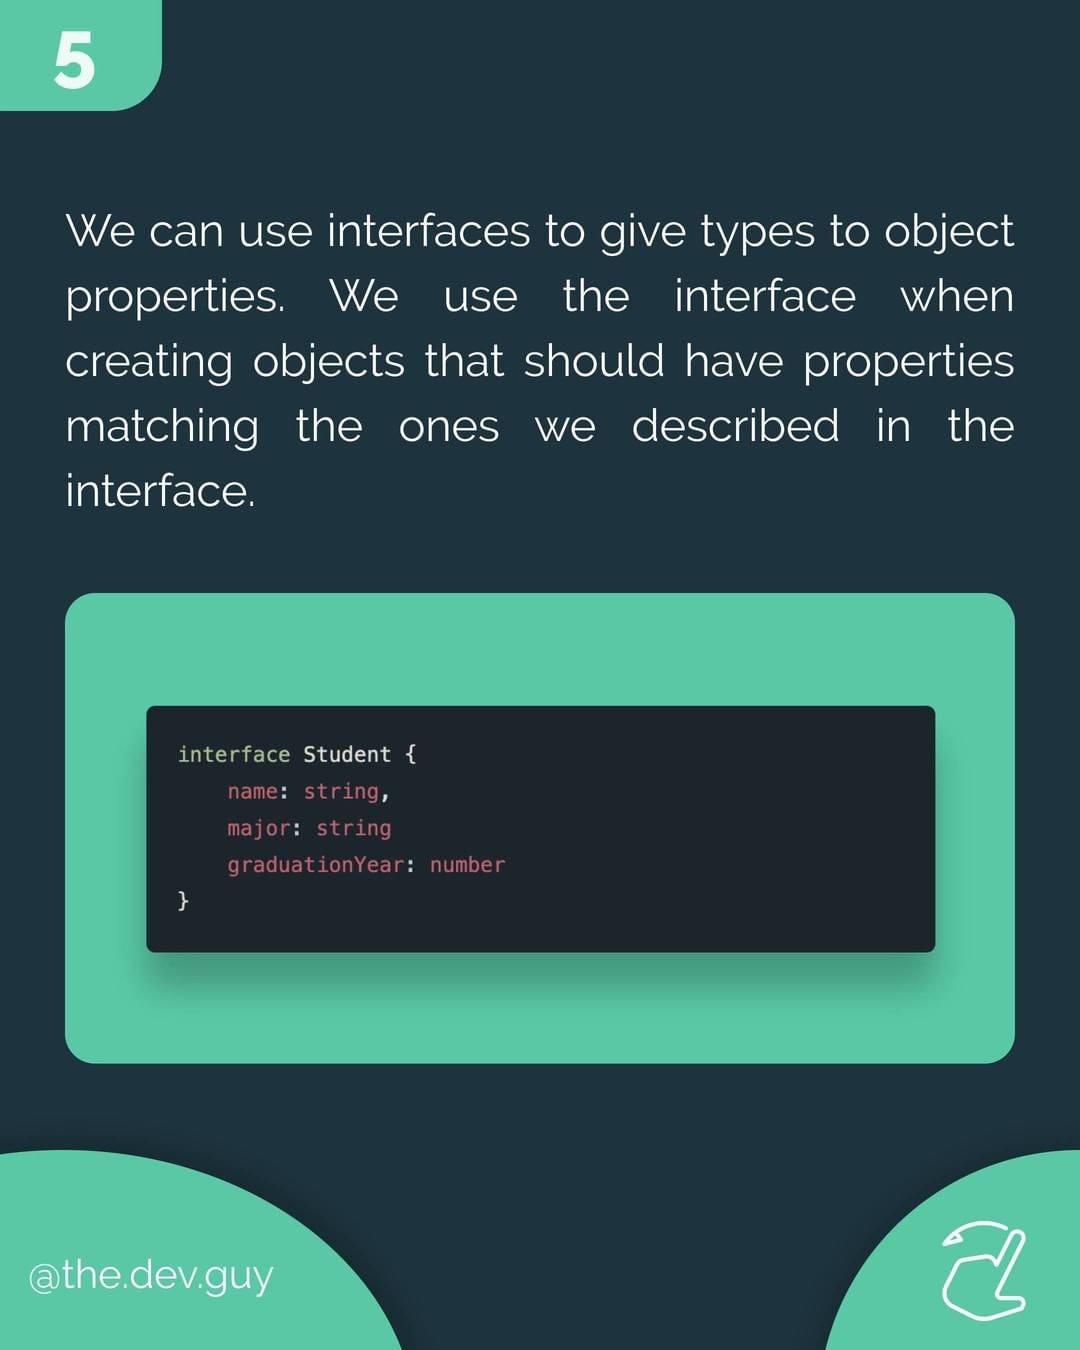 5
We can use interfaces to give types to object
properties. We use the interface when
creating objects that should have properties
matching the ones we described in the
interface.
interface Student {
    name: string,
    major: string
    graduationYear: number
}
@the.dev.guy